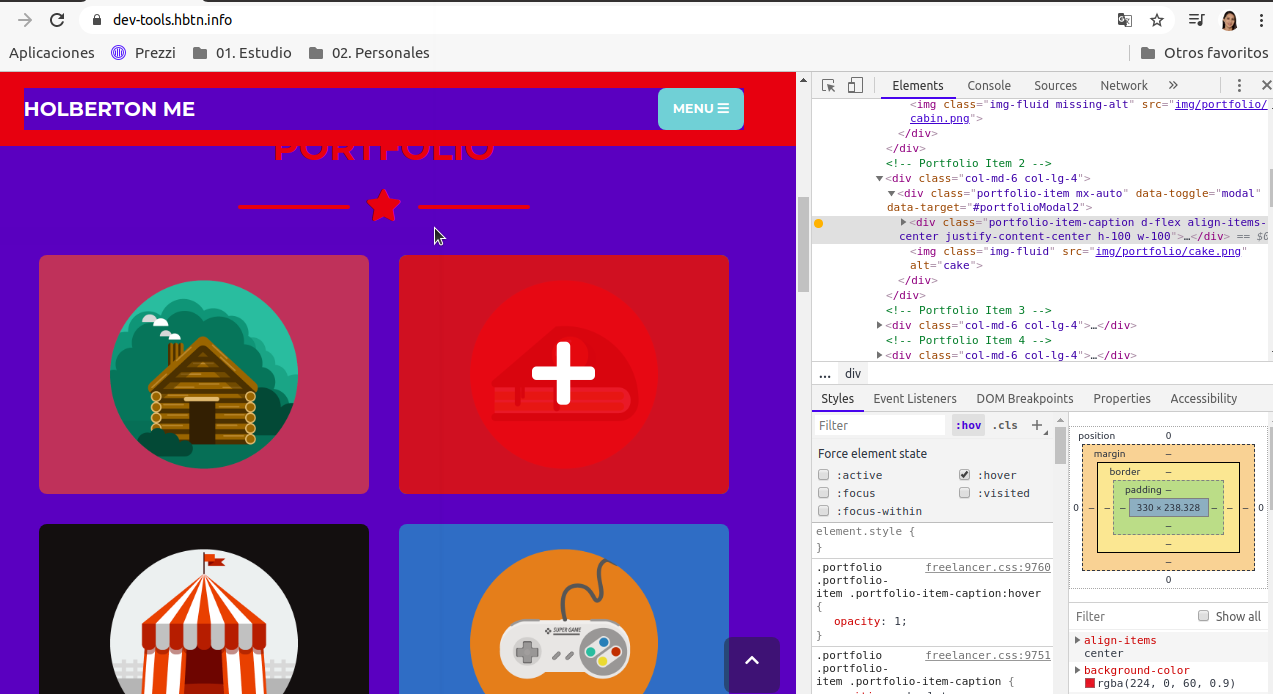 dev-tools.hbtn.info
Aplicaciones
Prezzi
01. Estudio
02. Personales
Otros favoritos
HOLBERTON ME
MENU
PORTFOLIO
SUPER GAME
Elements
Console
Sources
Network
»
<img class="img-fluid missing-alt" src="img/portfolio/
cabin.png">
</div>
</div>
<!-- Portfolio Item 2 -->
<div class="col-md-6 col-lg-4">
<div class="portfolio-item mx-auto" data-toggle="modal"
data-target="#portfolioModal2">
<div class="portfolio-item-caption d-flex align-items-
center justify-content-center h-100 w-100">…</div> == $0
<img class="img-fluid" src="img/portfolio/cake.png"
alt="cake">
</div>
</div>
<!-- Portfolio Item 3 -->
<div class="col-md-6 col-lg-4">…</div>
<!-- Portfolio Item 4 -->
<div class="col-md-6 col-lg-4">…</div>
...
div
Styles
Event Listeners
DOM Breakpoints
Properties
Accessibility
Filter
:hov
.cls
+
Force element state
:active
:hover
:focus
:visited
:focus-within
element.style {
}
.portfolio
freelancer.css:9760
.portfolio-
item .portfolio-item-caption:hover
{
opacity: 1;
}
.portfolio
freelancer.css:9751
.portfolio-
item .portfolio-item-caption {
position
0
margin
–
border
–
padding
–
0
–
–
–
330 × 238.328
–
–
–
0
–
–
–
0
Filter
Show all
align-items
center
background-color
rgba(224, 0, 60, 0.9)